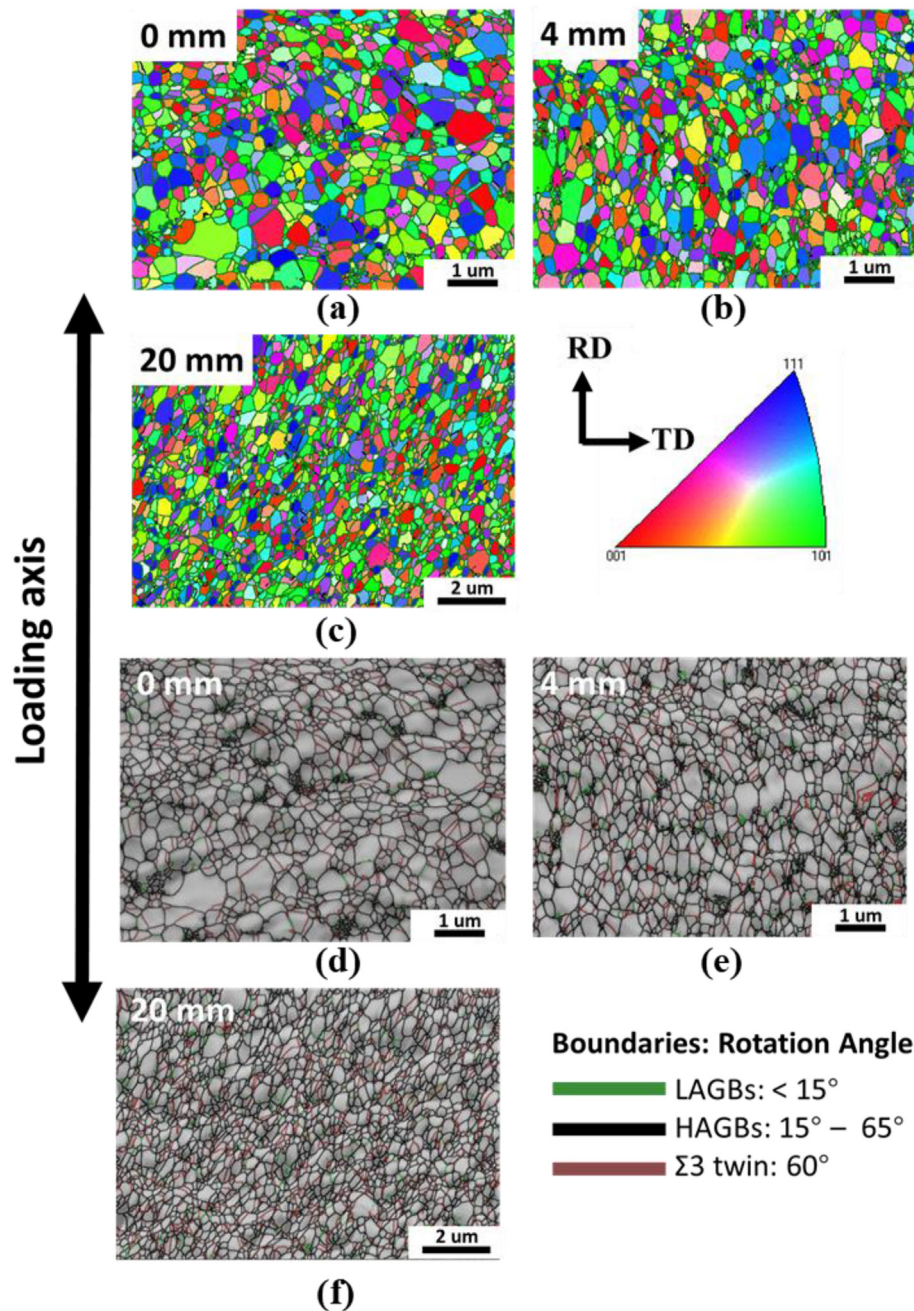 0 mm
4 mm
1 um
1 um
(a)
(b)
20 mm
RD
TD
111
001
101
2 um
(c)
Loading axis
0 mm
4 mm
1 um
1 um
(d)
(e)
20 mm
Boundaries: Rotation Angle
LAGBs: < 15°
HAGBs: 15° – 65°
Σ3 twin: 60°
2 um
(f)